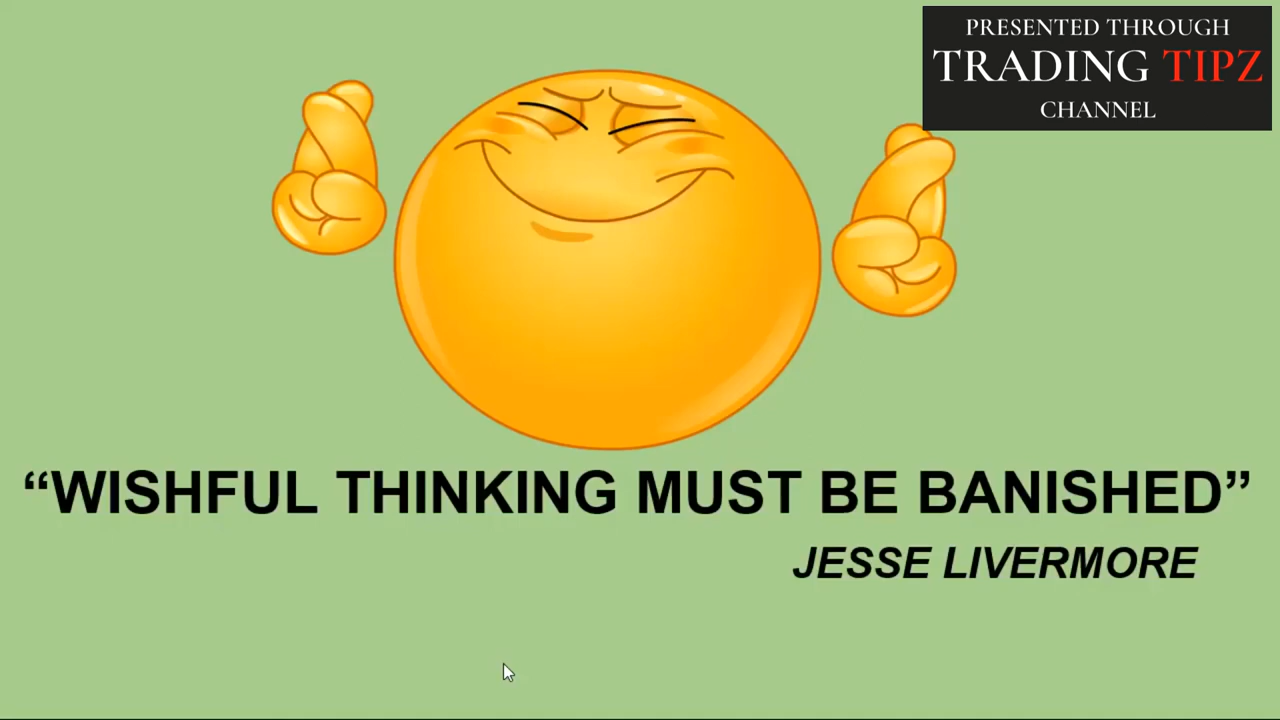 PRESENTED THROUGH
TRADING TIPZ
CHANNEL
“WISHFUL THINKING MUST BE BANISHED”
JESSE LIVERMORE